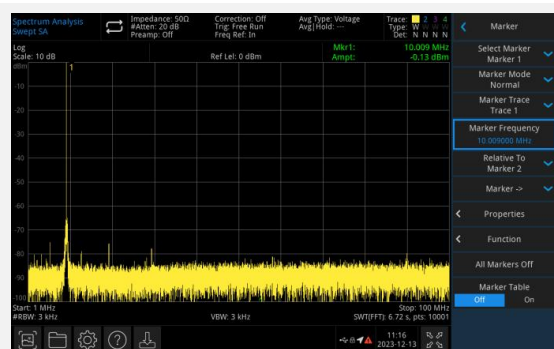 Spectrum Analysis
Swept SA
Impedance: 50Ω
#Atten: 20 dB
Preamp: Off
Correction: Off
Trig: Free Run
Freq Ref: In
Avg Type: Voltage
Avg|Hold: ---
Trace: 1 2 3 4
Type: W W W W
Det: N N N N
Log
Scale: 10 dB
Ref Lel: 0 dBm
Mkr1: 10.009 MHz
Ampt: -0.13 dBm
dBm
1
-10
-20
-30
-40
-50
-60
-70
-80
-90
-100
Start: 1 MHz
#RBW: 3 kHz
VBW: 3 kHz
Stop: 100 MHz
SWT(FFT): 6.72 s, pts: 10001
11:16
2023-12-13
Marker
Select Marker
Marker 1
Marker Mode
Normal
Marker Trace
Trace 1
Marker Frequency
10.009000 MHz
Relative To
Marker 2
Marker ->
Properties
Function
All Markers Off
Marker Table
Off On